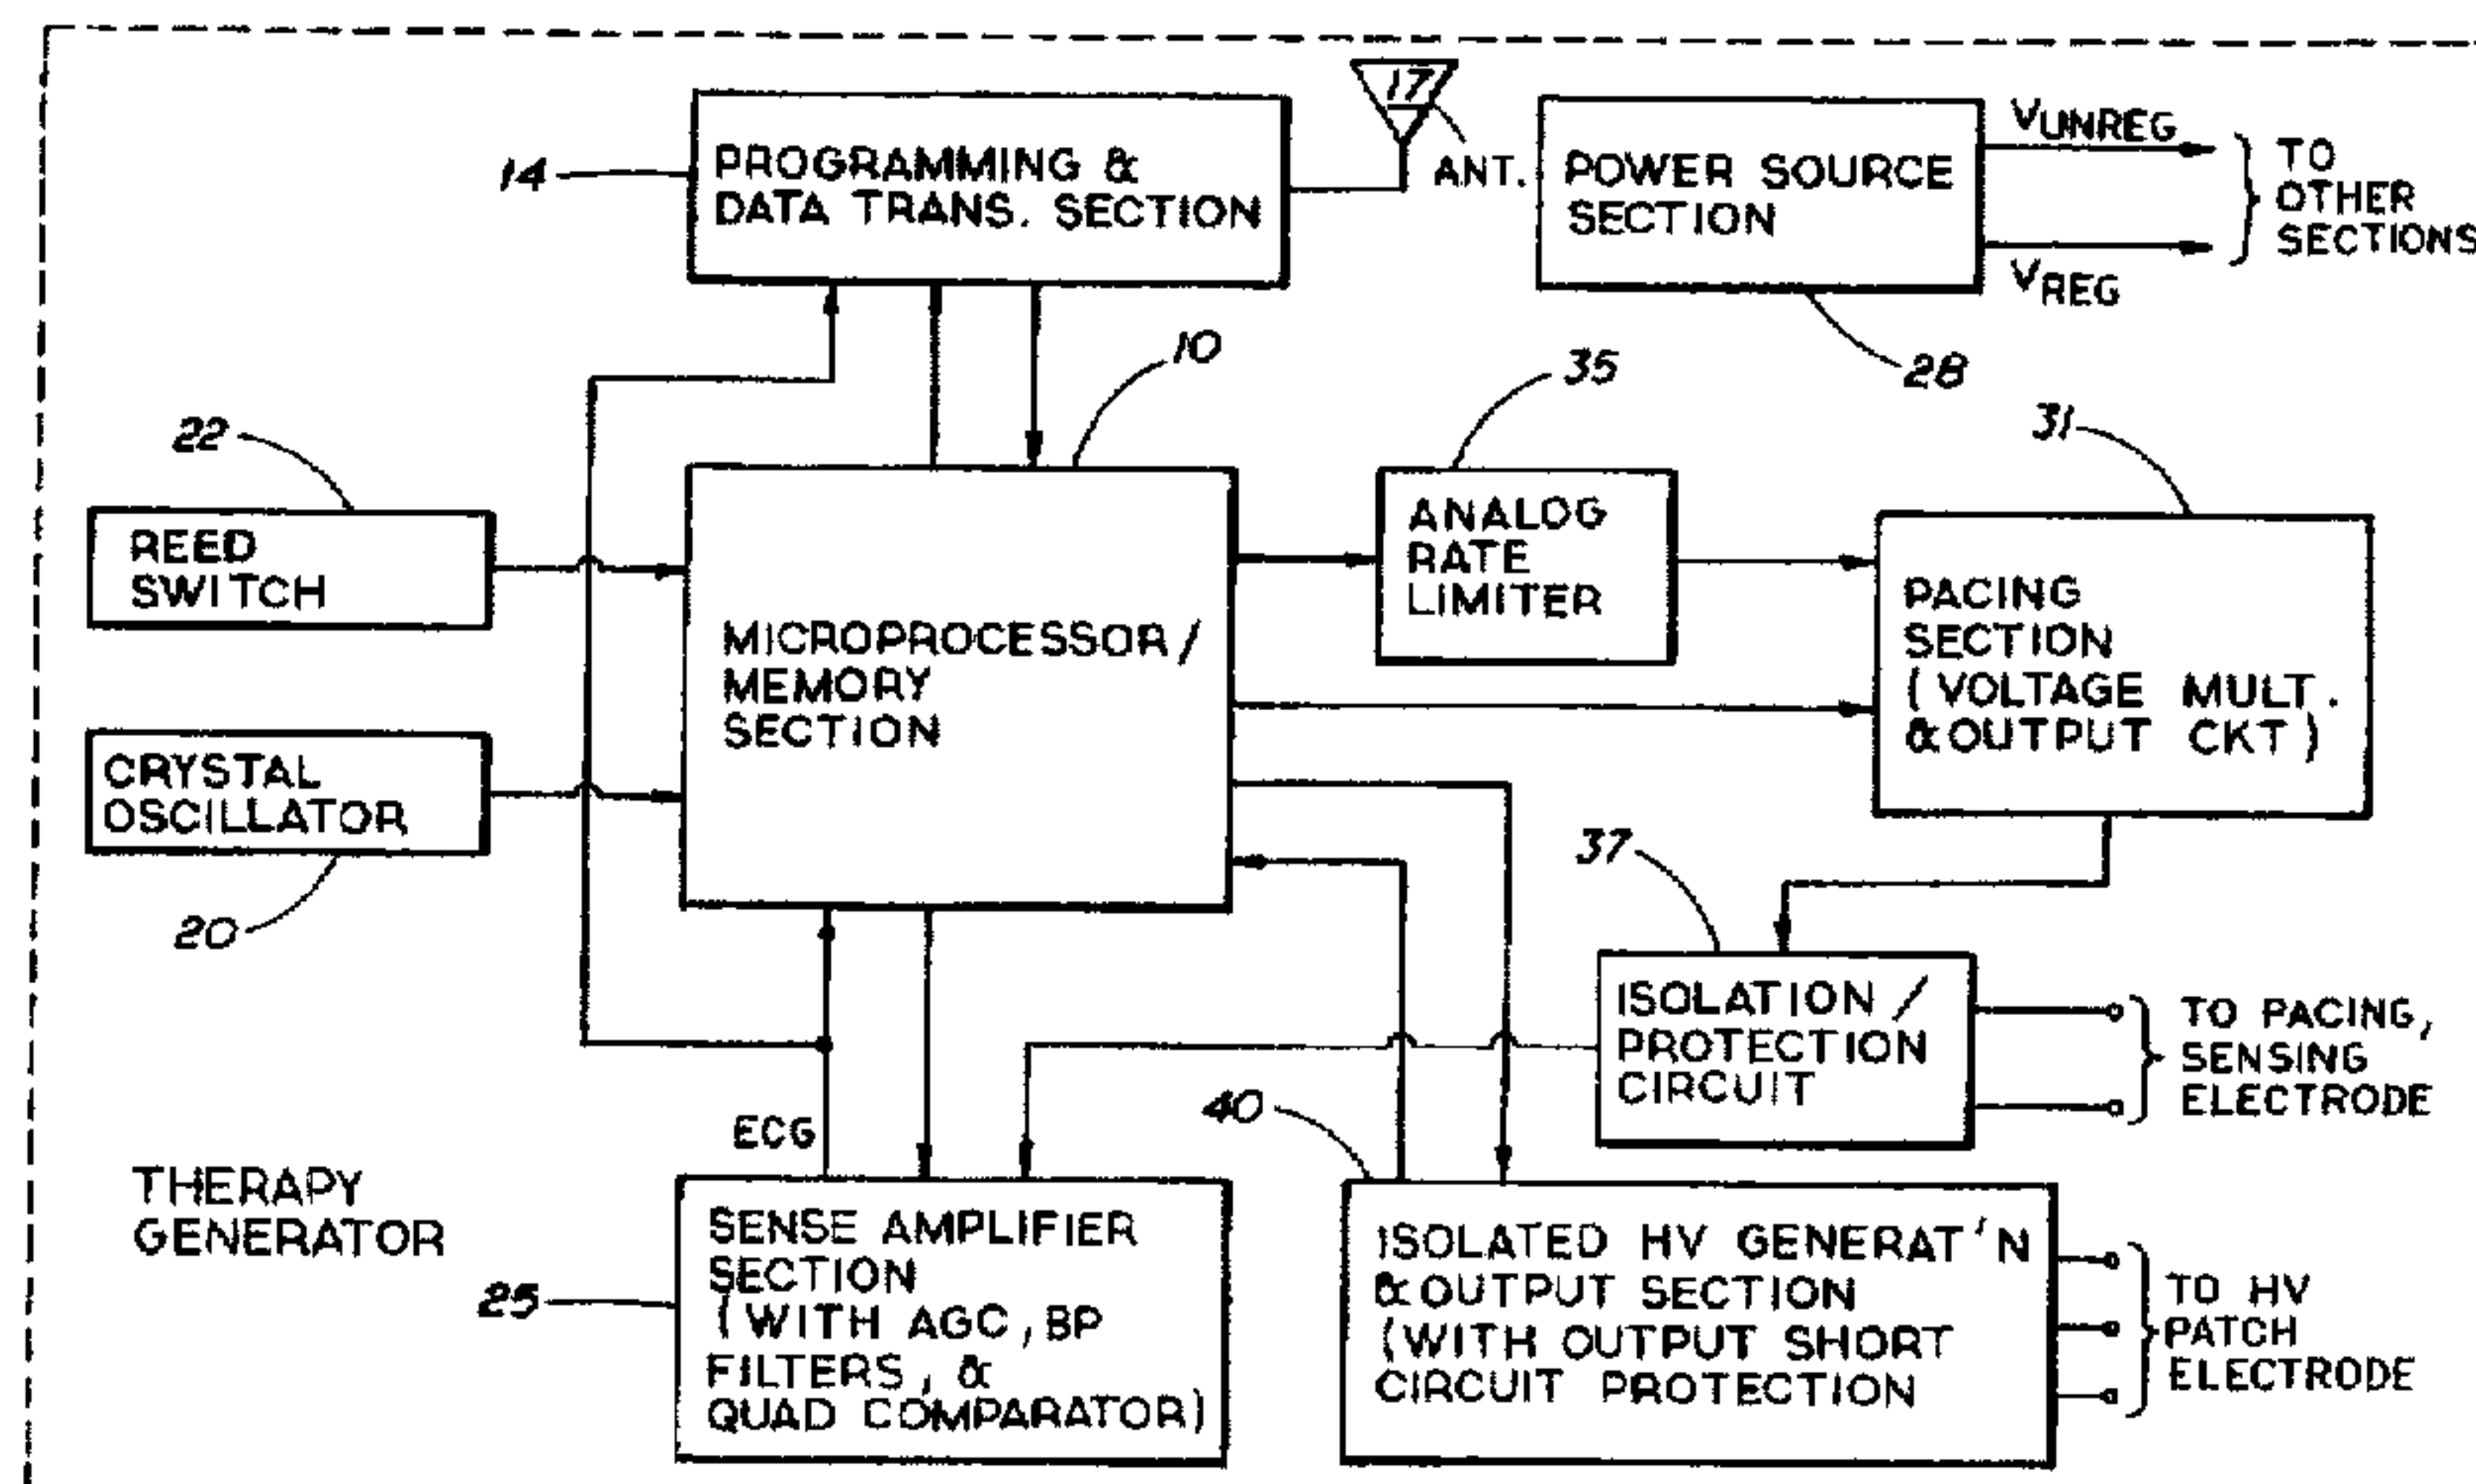 17
ANT.
14
PROGRAMMING &
DATA TRANS. SECTION
POWER SOURCE
SECTION
VUNREG
VREG
TO
OTHER
SECTIONS
28
10
35
31
22
REED
SWITCH
ANALOG
RATE
LIMITER
PACING
SECTION
(VOLTAGE MULT.
& OUTPUT CKT)
MICROPROCESSOR/
MEMORY
SECTION
CRYSTAL
OSCILLATOR
20
37
ISOLATION/
PROTECTION
CIRCUIT
TO PACING,
SENSING
ELECTRODE
ECG
40
THERAPY
GENERATOR
25
SENSE AMPLIFIER
SECTION
(WITH AGC, BP
FILTERS, &
QUAD COMPARATOR)
ISOLATED HV GENERAT'N
& OUTPUT SECTION
(WITH OUTPUT SHORT
CIRCUIT PROTECTION
TO HV
PATCH
ELECTRODE